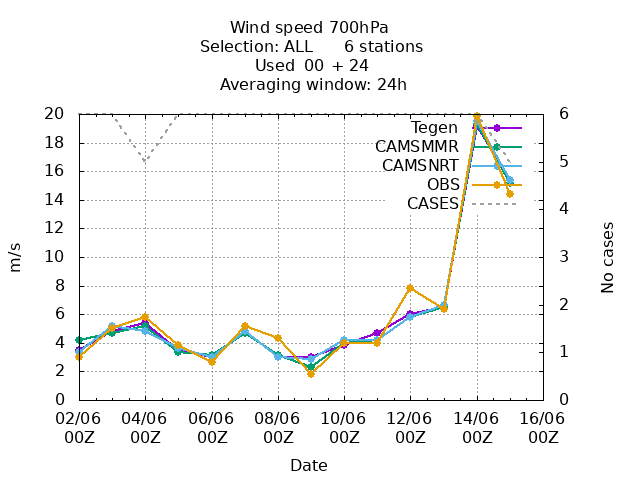 Wind speed 700hPa
Selection: ALL 6 stations
Used 00 + 24
Averaging window: 24h
20
18
16
14
12
10
8
6
4
2
0
m/s
6
5
4
3
2
1
0
No cases
Tegen
CAMSMMR
CAMSNRT
OBS
CASES
02/06 04/06 06/06 08/06 10/06 12/06 14/06 16/06
00Z 00Z 00Z 00Z 00Z 00Z 00Z 00Z
Date